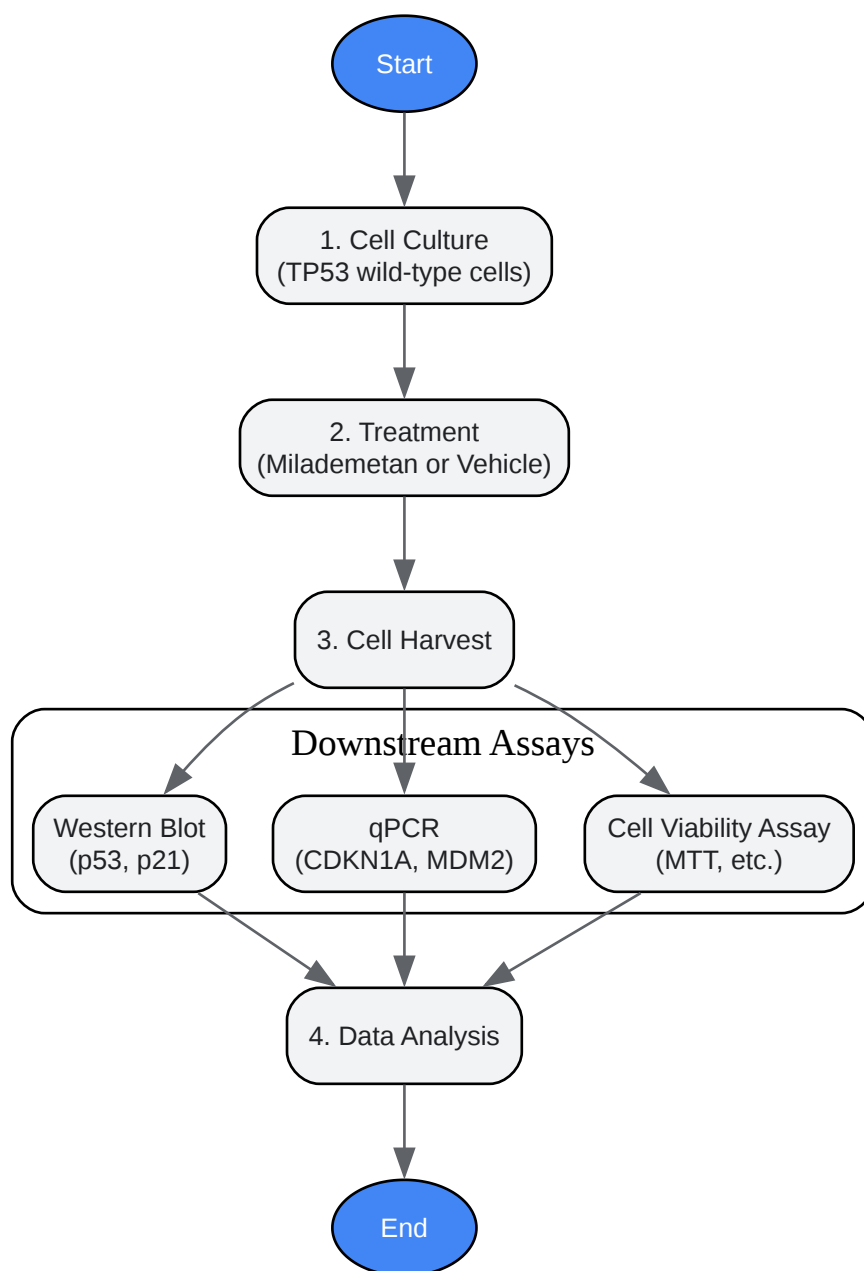 Start
1. Cell Culture
(TP53 wild-type cells)
2. Treatment
(Milademetan or Vehicle)
3. Cell Harvest
Downstream Assays
Western Blot
(p53, p21)
qPCR
(CDKN1A, MDM2)
Cell Viability Assay
(MTT, etc.)
4. Data Analysis
End